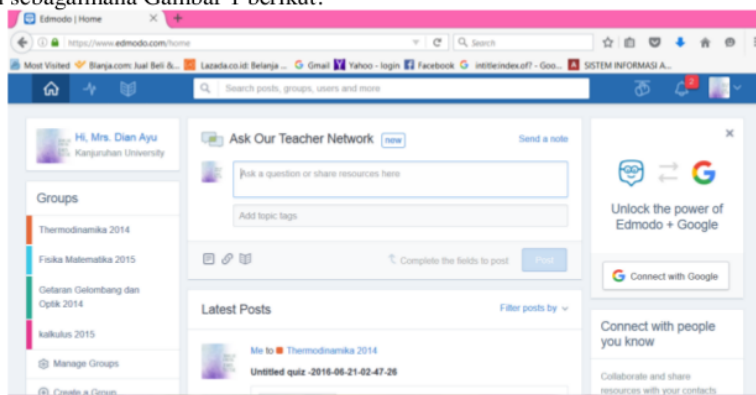 sebagaimana Gambar 1 berikut:
Edmodo | Home
https://www.edmodo.com/home
Search
Most Visited Blanja.com: Jual Beli &... Lazada.co.id: Belanja ... Gmail Yahoo - login Facebook intitle:index.of? - Goo... SISTEM INFORMASI A...
Search posts, groups, users and more
2
Hi, Mrs. Dian Ayu
Kanjuruhan University
Groups
Thermodinamika 2014
Fisika Matematika 2015
Getaran Gelombang dan
Optik 2014
kalkulus 2015
Manage Groups
Create a Group
Ask Our Teacher Network new
Send a note
Ask a question or share resources here
Add topic tags
Complete the fields to post
Post
Latest Posts
Filter posts by
Me to Thermodinamika 2014
Untitled quiz -2016-06-21-02-47-26
Unlock the power of
Edmodo + Google
Connect with Google
Connect with people
you know
Collaborate and share
resources with your contacts